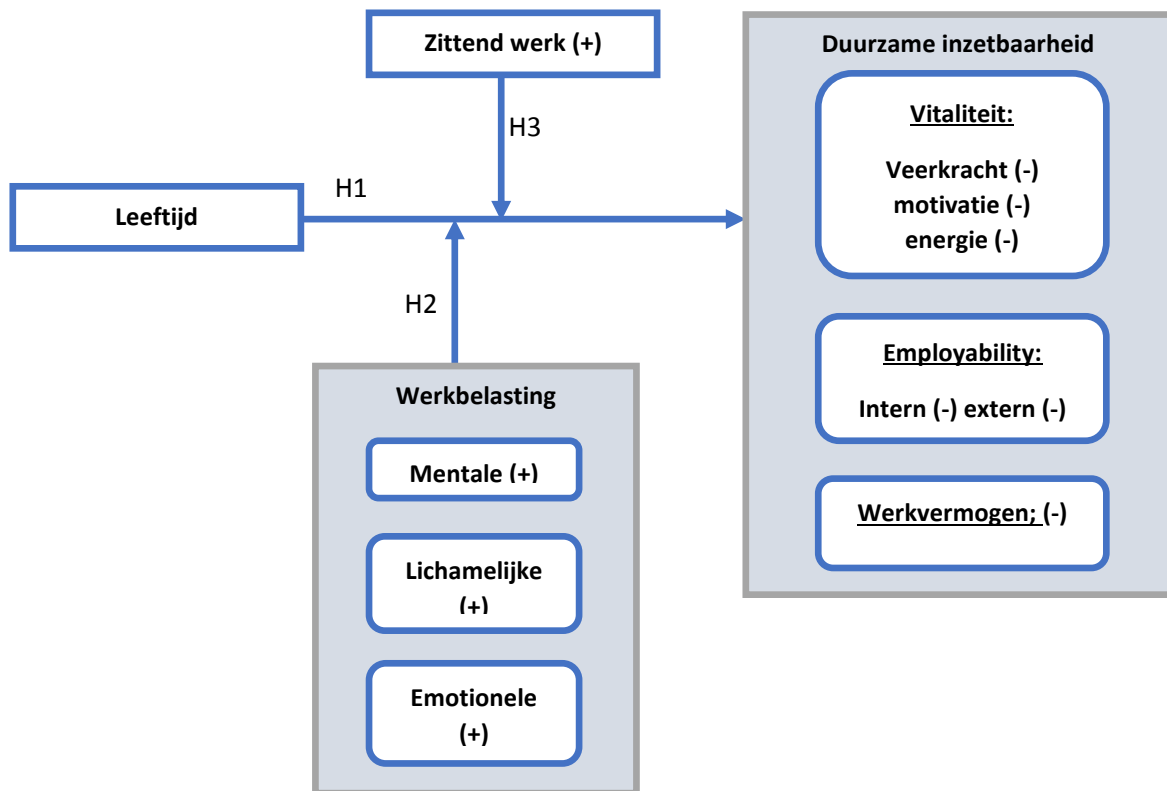 Zittend werk (+)
H3
H1
Leeftijd
H2
Werkbelasting
Mentale (+)
Lichamelijke
(+)
Emotionele
(+)
Duurzame inzetbaarheid
Vitaliteit:
Veerkracht (-)
motivatie (-)
energie (-)
Employability:
Intern (-) extern (-)
Werkvermogen; (-)